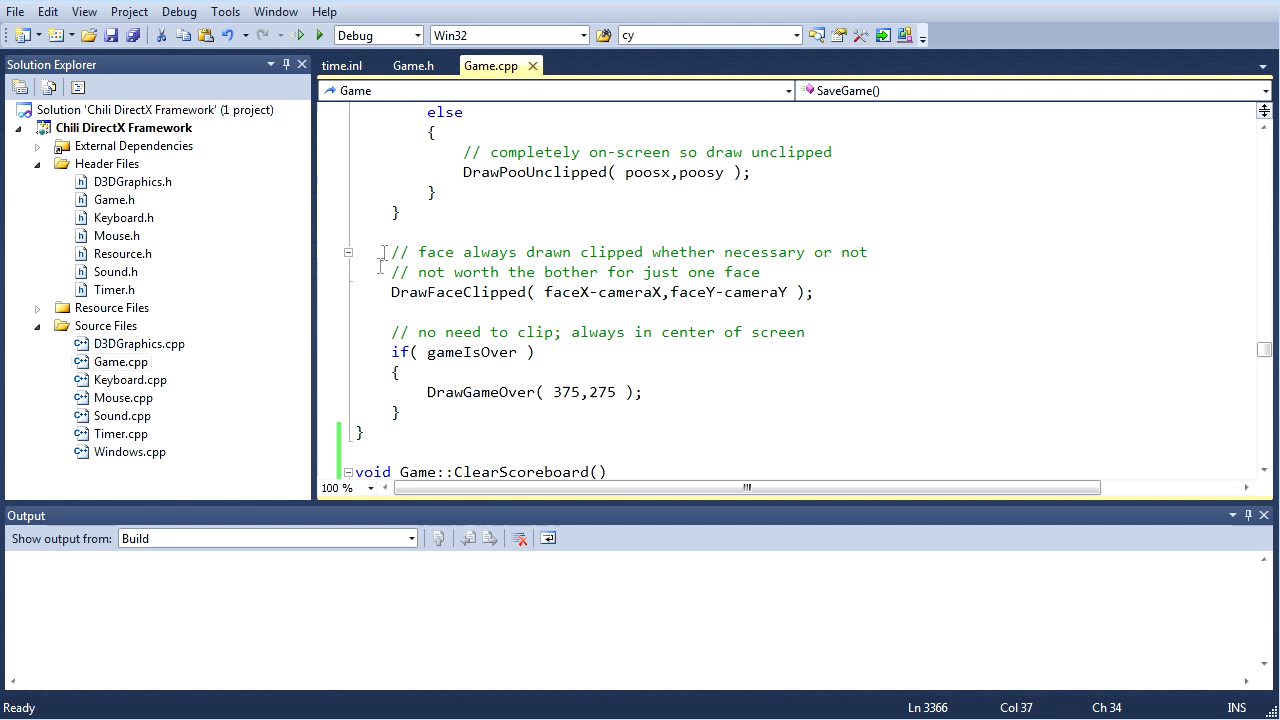 File Edit View Project Debug Tools Window Help
Debug Win32 cy
Solution Explorer
time.inl Game.h Game.cpp
Game SaveGame()
Solution 'Chili DirectX Framework' (1 project)
Chili DirectX Framework
External Dependencies
Header Files
D3DGraphics.h
Game.h
Keyboard.h
Mouse.h
Resource.h
Sound.h
Timer.h
Resource Files
Source Files
D3DGraphics.cpp
Game.cpp
Keyboard.cpp
Mouse.cpp
Sound.cpp
Timer.cpp
Windows.cpp
else
{
// completely on-screen so draw unclipped
DrawPooUnclipped( poosx,poosy );
}
}
// face always drawn clipped whether necessary or not
// not worth the bother for just one face
DrawFaceClipped( faceX-cameraX,faceY-cameraY );
// no need to clip; always in center of screen
if( gameIsOver )
{
DrawGameOver( 375,275 );
}
}
void Game::ClearScoreboard()
100 %
Output
Show output from: Build
Ready Ln 3366 Col 37 Ch 34 INS